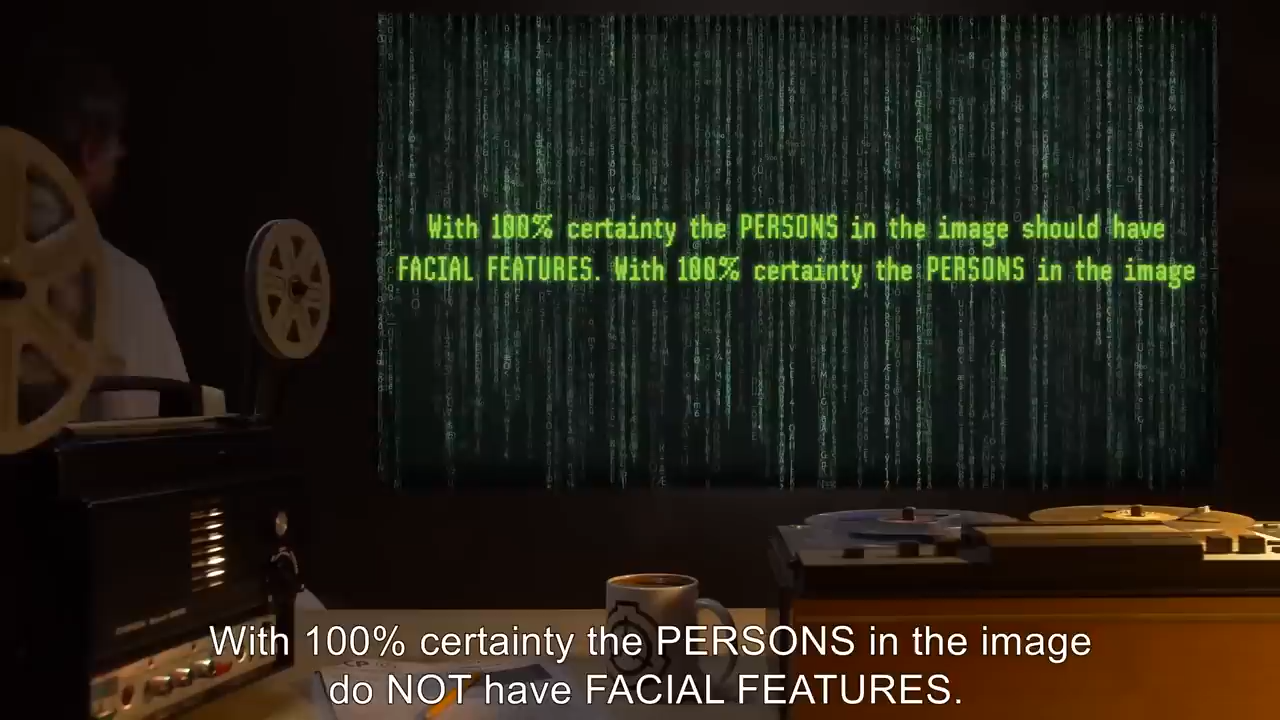 With 100% certainty the PERSONS in the image should have
FACIAL FEATURES. With 100% certainty the PERSONS in the image
With 100% certainty the PERSONS in the image
do NOT have FACIAL FEATURES.